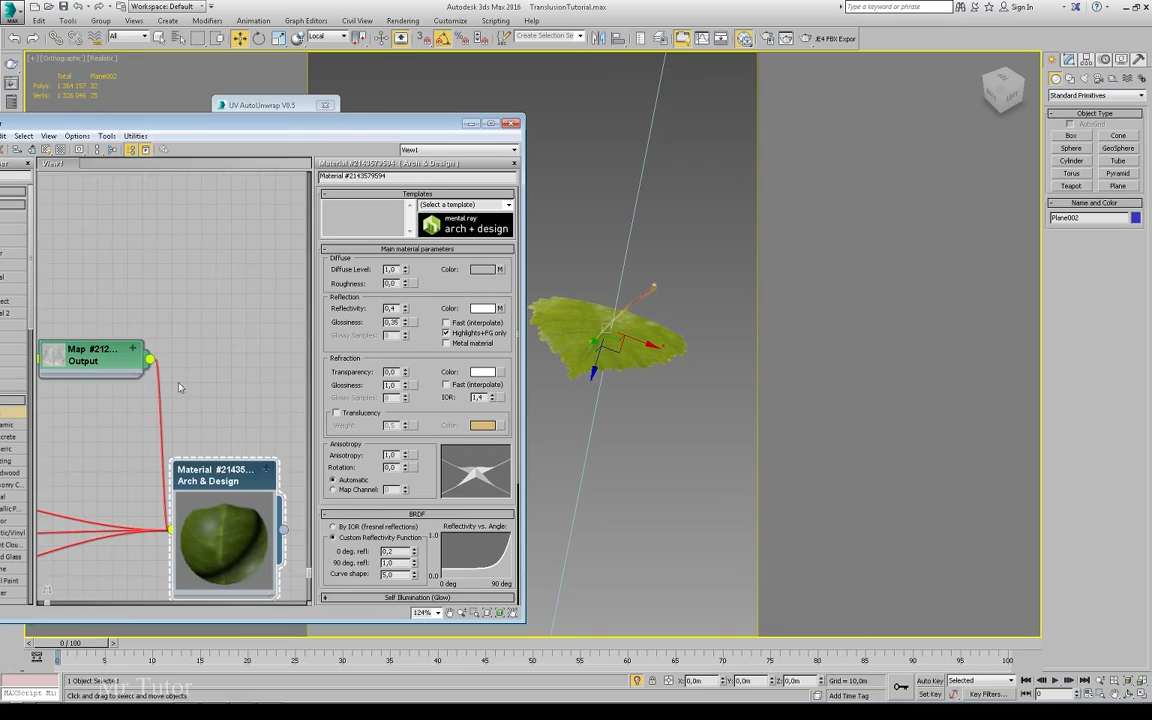 Workspace: Default
Autodesk 3ds Max 2016
TranslusionTutorial.max
Type a keyword or phrase
Sign In
MAX
Edit Tools Group Views Create Modifiers Animation Graph Editors Civil View Rendering Customize Scripting Help
All
Local
Create Selection Se
JE4 FBX Expor
[+] [Orthographic] [Realistic]
Total Plane002
Polys: 1 364 157 32
Verts: 1 326 046 25
UV AutoUnwrap V0.5
Select View Options Tools Utilities
View1
View1
Material #2143579594 ( Arch & Design )
Material #2143579594
Templates
(Select a template)
mental ray
arch + design
Main material parameters
Diffuse
Diffuse Level: 1,0 Color: M
Roughness: 0,0
Reflection
Reflectivity: 0,4 Color: M
Glossiness: 0,35 Fast (interpolate)
Glossy Samples: 8 Highlights+FG only
Metal material
Refraction
Transparency: 0,0 Color:
Glossiness: 1,0 Fast (interpolate)
Glossy Samples: 8 IOR: 1,4
Translucency
Weight: 0,5 Color:
Anisotropy
Anisotropy: 1,0
Rotation: 0,0
Automatic
Map Channel: 0
BRDF
By IOR (fresnel reflections) Reflectivity vs. Angle:
Custom Reflectivity Function 1.0
0 deg. refl: 0,2
90 deg. refl: 1,0
Curve shape: 5,0 0.0
0 deg 90 deg
Self Illumination (Glow)
124%
Map #212...
Output
Material #21435...
Arch & Design
Standard Primitives
Object Type
AutoGrid
Box Cone
Sphere GeoSphere
Cylinder Tube
Torus Pyramid
Teapot Plane
Name and Color
Plane002
0 / 100
0 5 10 15 20 25 30 35 40 45 50 55 60 65 70 75 80 85 90 95 100
1 Object Selected
X: 0,0m Y: 0,0m Z: 0,0m Grid = 10,0m
Auto Key Selected
MAXScript Mi
Click and drag to select and move objects
Add Time Tag
Set Key Key Filters...
0
Mr Tutor